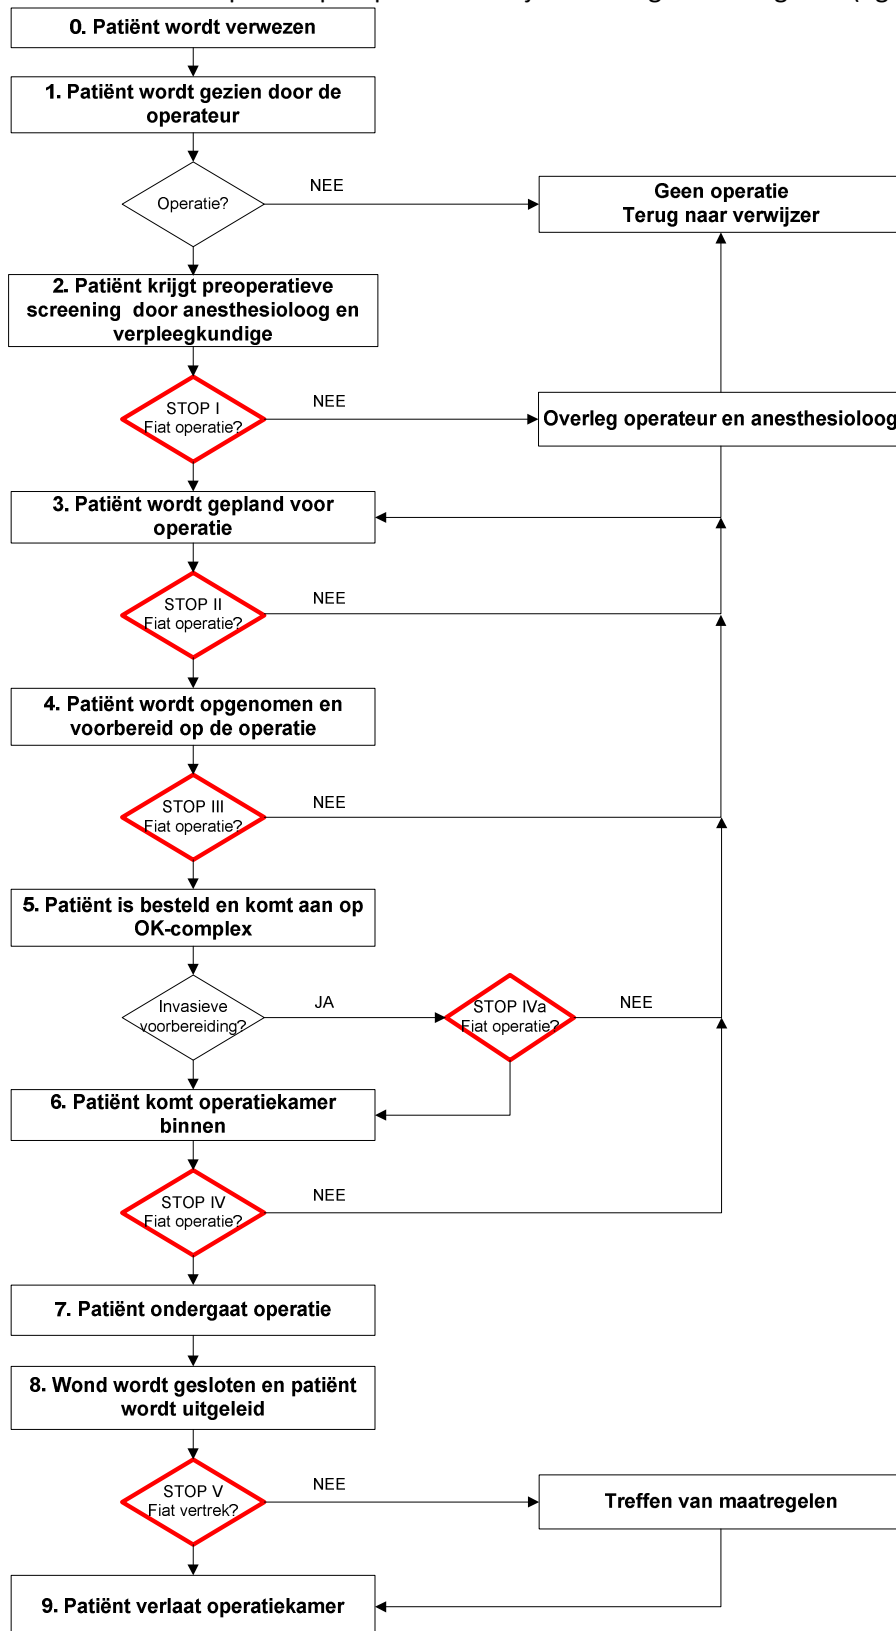 0. Patiënt wordt verwezen
1. Patiënt wordt gezien door de
operateur
Operatie?
NEE
Geen operatie
Terug naar verwijzer
2. Patiënt krijgt preoperatieve
screening door anesthesioloog en
verpleegkundige
STOP I
Fiat operatie?
NEE
Overleg operateur en anesthesioloog
3. Patiënt wordt gepland voor
operatie
STOP II
Fiat operatie?
NEE
4. Patiënt wordt opgenomen en
voorbereid op de operatie
STOP III
Fiat operatie?
NEE
5. Patiënt is besteld en komt aan op
OK-complex
Invasieve
voorbereiding?
JA
STOP IVa
Fiat operatie?
NEE
6. Patiënt komt operatiekamer
binnen
STOP IV
Fiat operatie?
NEE
7. Patiënt ondergaat operatie
8. Wond wordt gesloten en patiënt
wordt uitgeleid
STOP V
Fiat vertrek?
NEE
Treffen van maatregelen
9. Patiënt verlaat operatiekamer